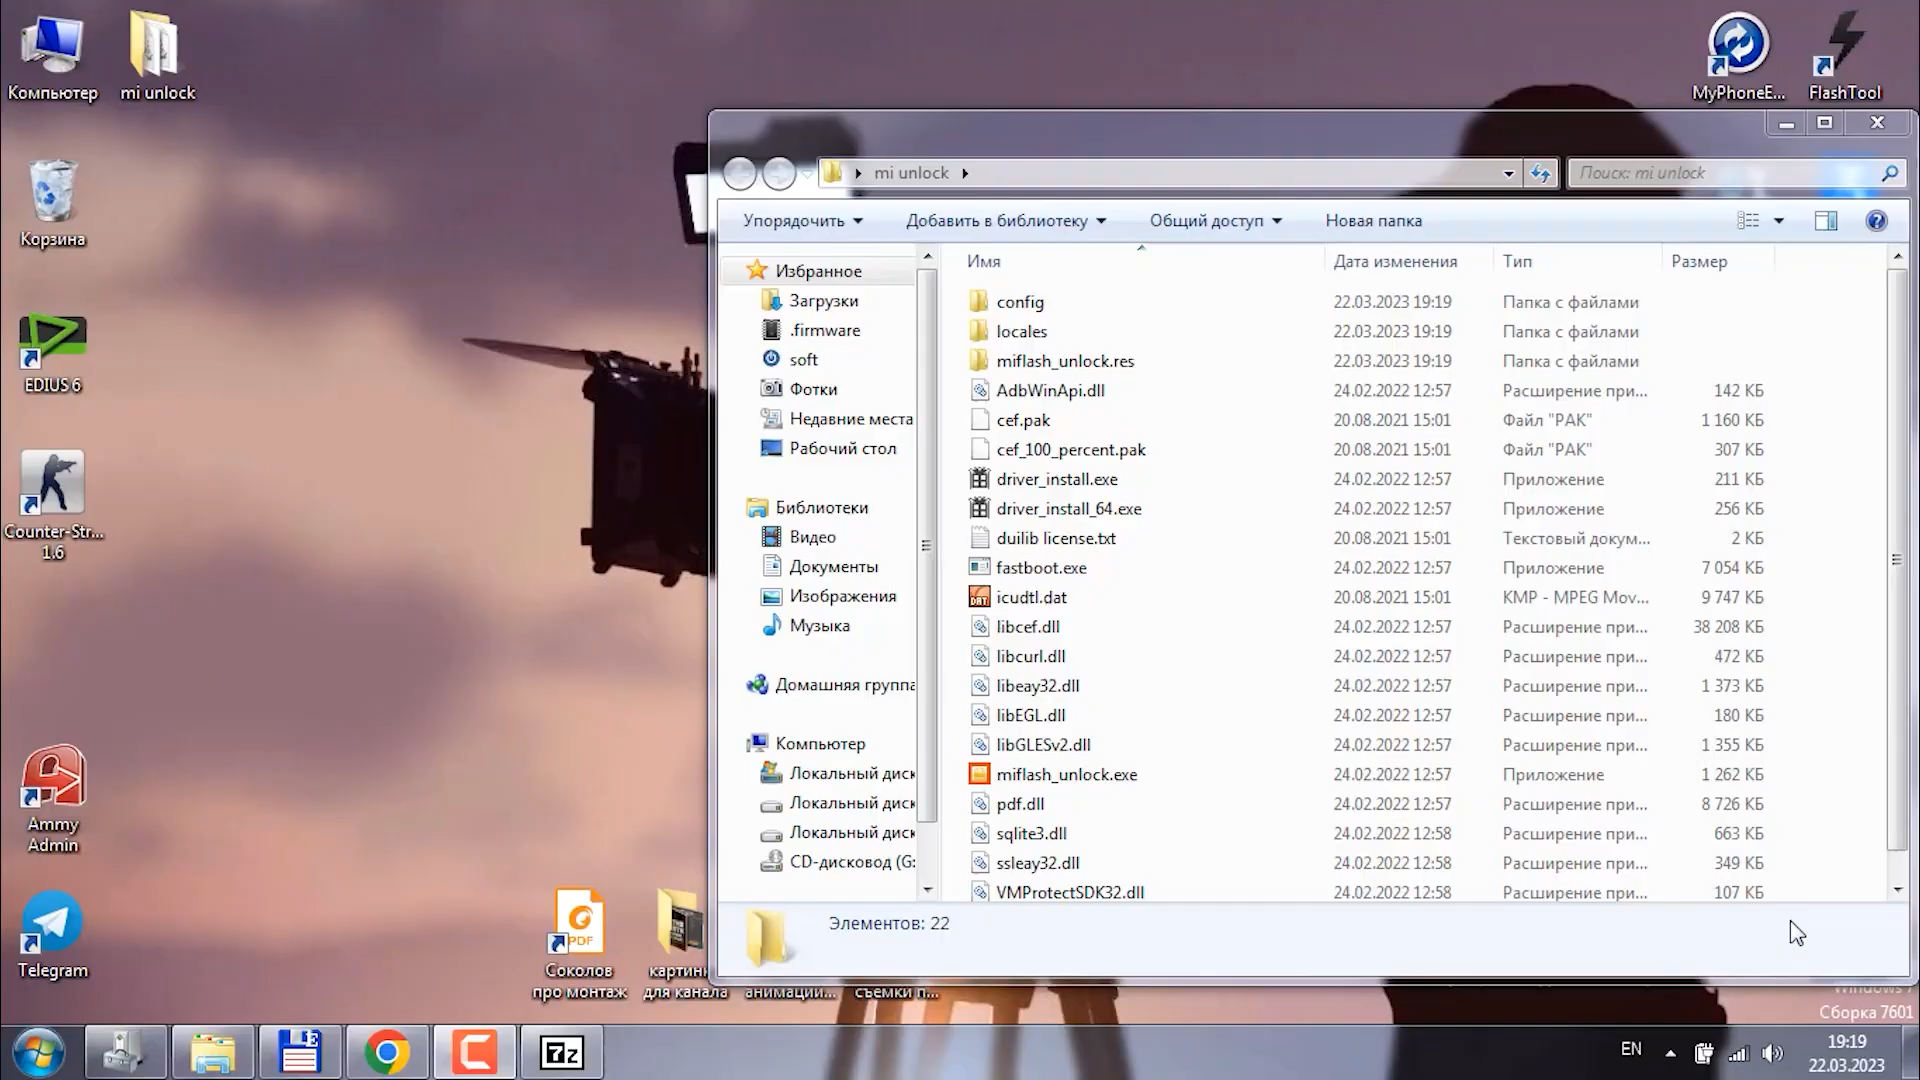 Компьютер
mi unlock
MyPhoneE...
FlashTool
Корзина
EDIUS 6
Counter-Str...
1.6
Ammy
Admin
Telegram
PDF
Соколов
про монтаж
картинк
для канала
анимации...
съемки п...
mi unlock
Поиск: mi unlock
Упорядочить
Добавить в библиотеку
Общий доступ
Новая папка
Избранное
Загрузки
.firmware
soft
Фотки
Недавние места
Рабочий стол
Библиотеки
Видео
Документы
Изображения
Музыка
Домашняя группа
Компьютер
Локальный диск
Локальный диск
Локальный диск
CD-дисковод (G:
Имя Дата изменения Тип Размер
config 22.03.2023 19:19 Папка с файлами
locales 22.03.2023 19:19 Папка с файлами
miflash_unlock.res 22.03.2023 19:19 Папка с файлами
AdbWinApi.dll 24.02.2022 12:57 Расширение при... 142 КБ
cef.pak 20.08.2021 15:01 Файл "PAK" 1 160 КБ
cef_100_percent.pak 20.08.2021 15:01 Файл "PAK" 307 КБ
driver_install.exe 24.02.2022 12:57 Приложение 211 КБ
driver_install_64.exe 24.02.2022 12:57 Приложение 256 КБ
duilib license.txt 20.08.2021 15:01 Текстовый докум... 2 КБ
fastboot.exe 24.02.2022 12:57 Приложение 7 054 КБ
icudtl.dat 20.08.2021 15:01 KMP - MPEG Mov... 9 747 КБ
libcef.dll 24.02.2022 12:57 Расширение при... 38 208 КБ
libcurl.dll 24.02.2022 12:57 Расширение при... 472 КБ
libeay32.dll 24.02.2022 12:57 Расширение при... 1 373 КБ
libEGL.dll 24.02.2022 12:57 Расширение при... 180 КБ
libGLESv2.dll 24.02.2022 12:57 Расширение при... 1 355 КБ
miflash_unlock.exe 24.02.2022 12:57 Приложение 1 262 КБ
pdf.dll 24.02.2022 12:57 Расширение при... 8 726 КБ
sqlite3.dll 24.02.2022 12:58 Расширение при... 663 КБ
ssleay32.dll 24.02.2022 12:58 Расширение при... 349 КБ
VMProtectSDK32.dll 24.02.2022 12:58 Расширение при... 107 КБ
Элементов: 22
Windows 7
Сборка 7601
7z
EN
19:19
22.03.2023